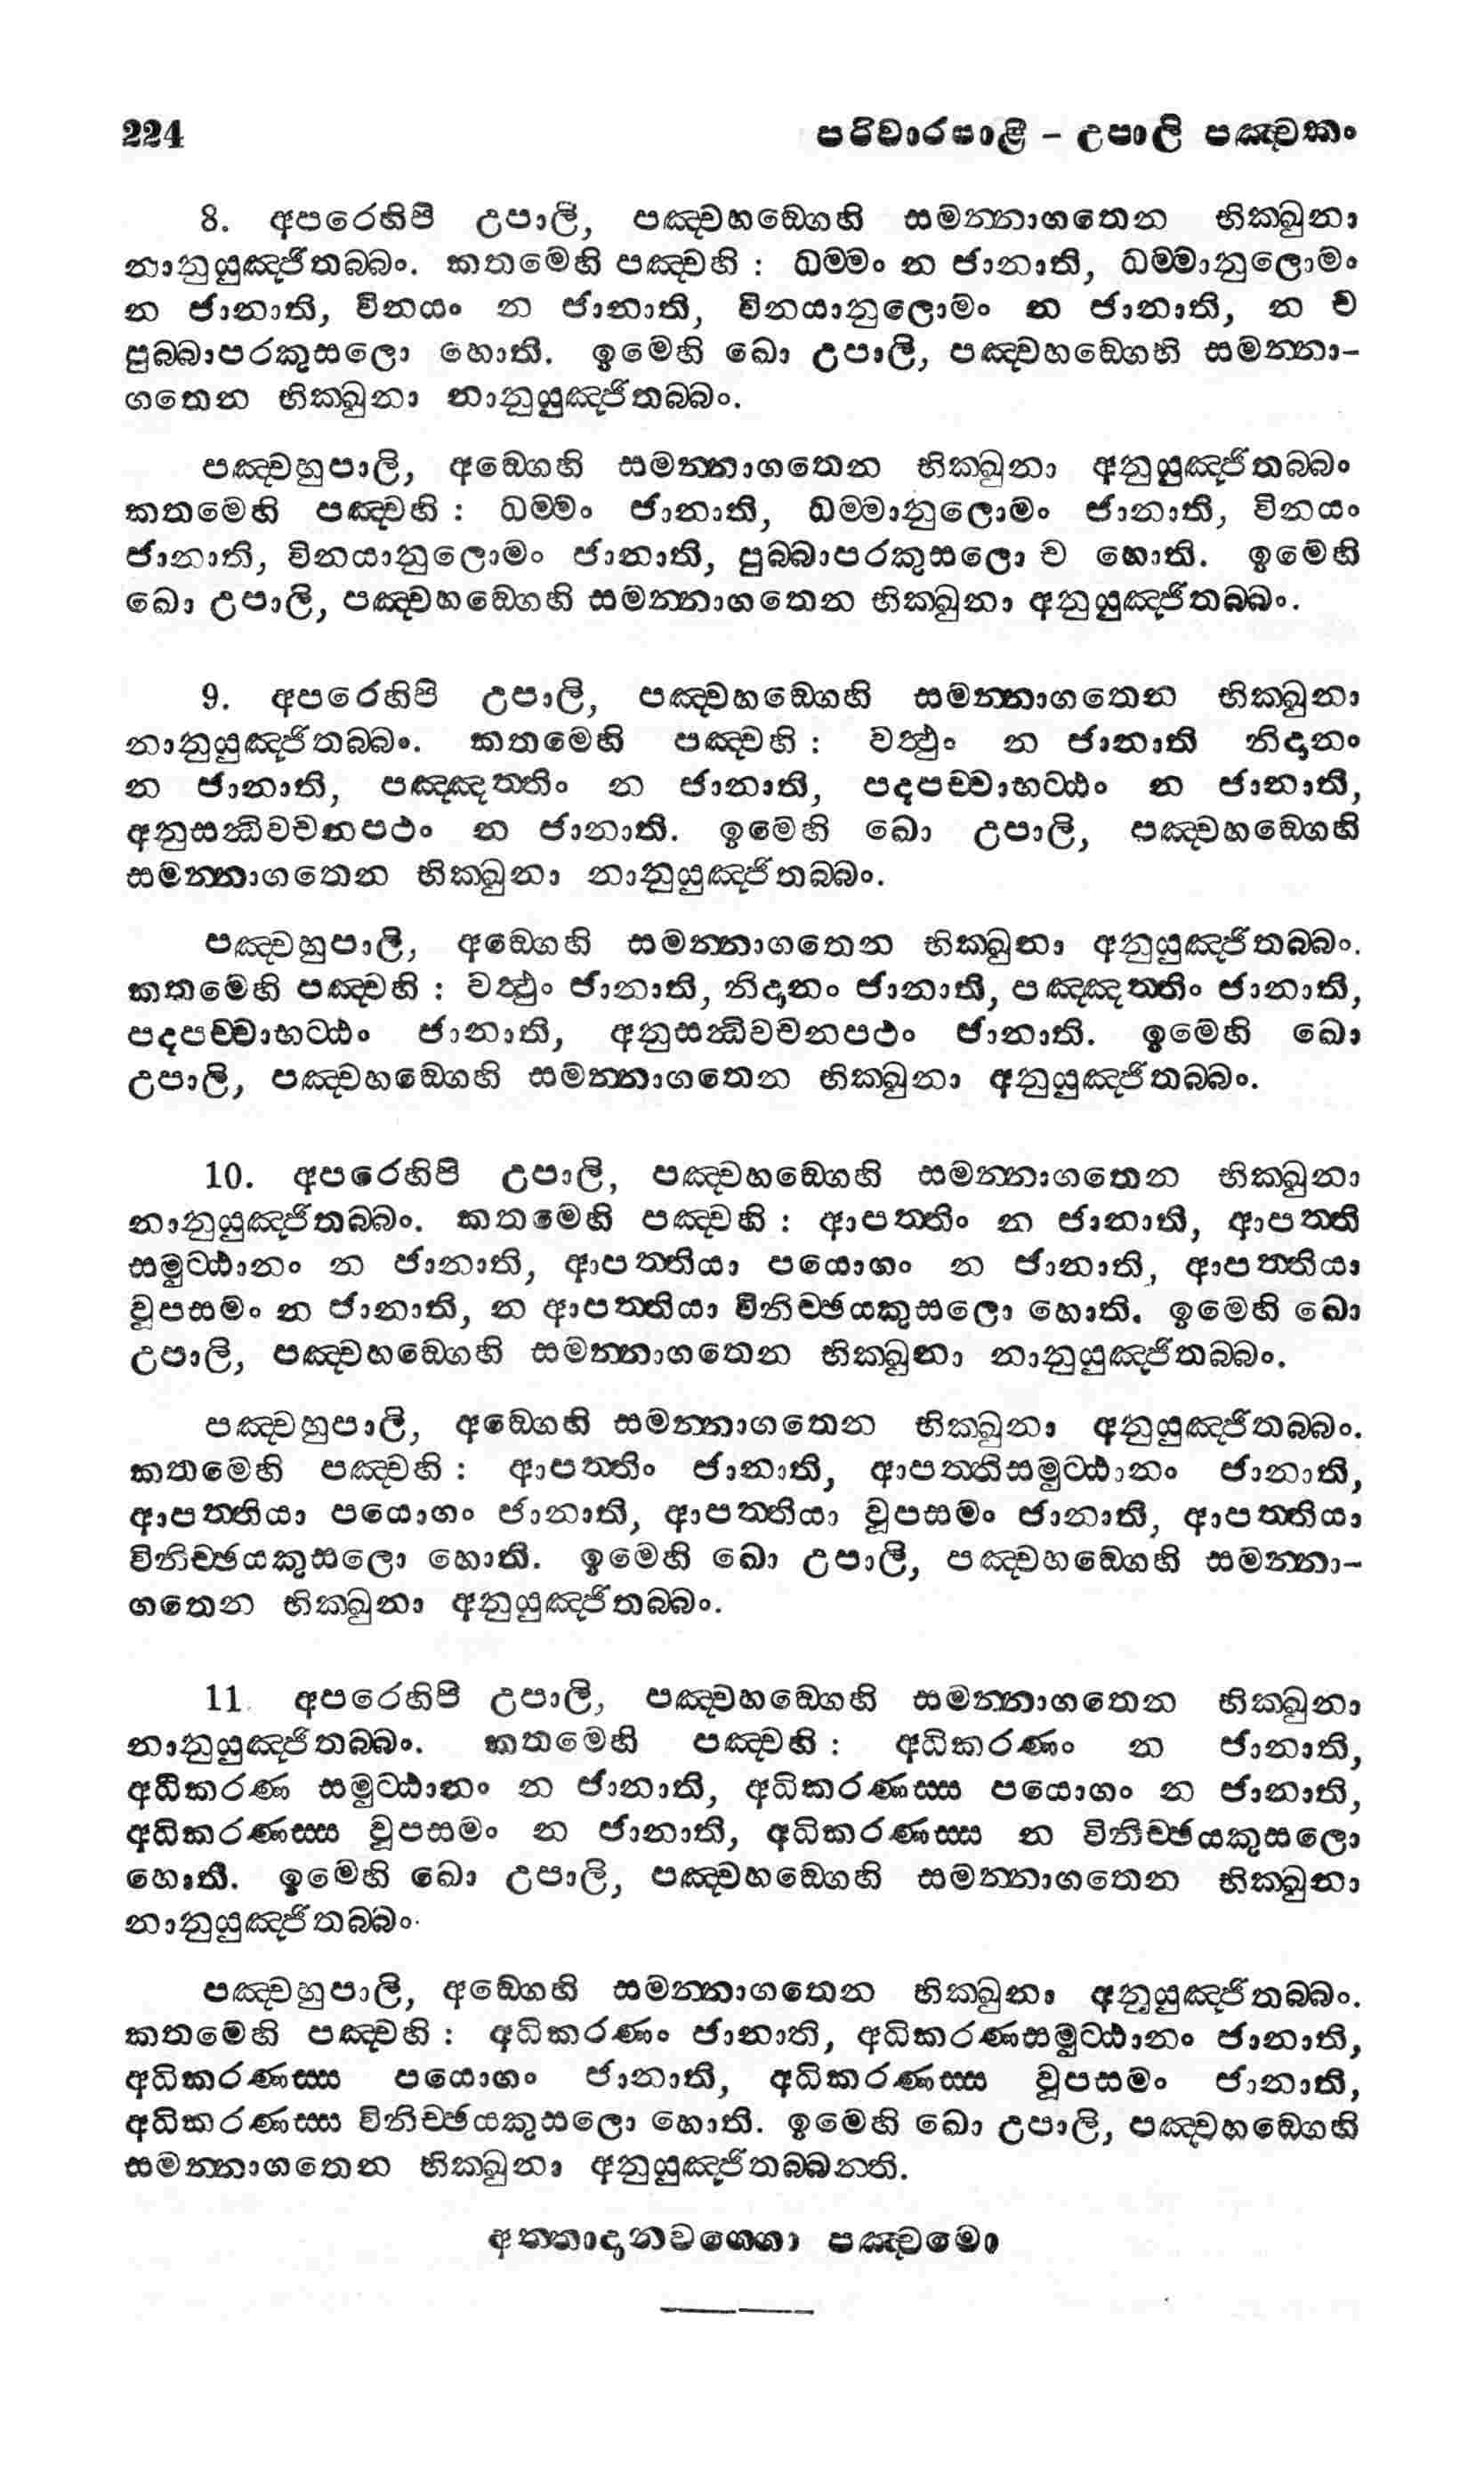 224 පරිවාරපාළි – උපාලි පඤ්චකං
8. අපරෙහිපි උපාලි, පඤ්චහඞ්ගෙහි සමන්නාගතෙන භික්ඛුනා
නානුයුඤ්ජිතබ්බං. කතමෙහි පඤ්චහි : ධම්මං න ජානාති, ධම්මානුලොමං
න ජානාති, විනයං න ජානාති, විනයානුලොමං න ජානාති, න ච
පුබ්බාපරකුසලො හොති. ඉමෙහි ඛො උපාලි, පඤ්චහඞ්ගෙහි සමන්නා-
ගතෙන භික්ඛුනා නානුයුඤ්ජිතබ්බං.
පඤ්චහුපාලි, අඞ්ගෙහි සමන්නාගතෙන භික්ඛුනා අනුයුඤ්ජිතබ්බං
කතමෙහි පඤ්චහි : ධම්මං ජානාති, ධම්මානුලොමං ජානාති, විනයං
ජානාති, විනයානුලොමං ජානාති, පුබ්බාපරකුසලො ච හොති. ඉමෙහි
ඛො උපාලි, පඤ්චහඞ්ගෙහි සමන්නාගතෙන භික්ඛුනා අනුයුඤ්ජිතබ්බං.
9. අපරෙහිපි උපාලි, පඤ්චහඞ්ගෙහි සමන්නාගතෙන භික්ඛුනා
නානුයුඤ්ජිතබ්බං. කතමෙහි පඤ්චහි : වත්ථුං න ජානාති නිදානං
න ජානාති, පඤ්ඤත්තිං න ජානාති, පදපච්චාභට්ඨං න ජානාති,
අනුසන්ධිවචනපථං න ජානාති. ඉමෙහි ඛො උපාලි, පඤ්චහඞ්ගෙහි
සමන්නාගතෙන භික්ඛුනා නානුයුඤ්ජිතබ්බං.
පඤ්චහුපාලි, අඞ්ගෙහි සමන්නාගතෙන භික්ඛුනා අනුයුඤ්ජිතබ්බං.
කතමෙහි පඤ්චහි : වත්ථුං ජානාති, නිදානං ජානාති, පඤ්ඤත්තිං ජානාති,
පදපච්චාභට්ඨං ජානාති, අනුසන්ධිවචනපථං ජානාති. ඉමෙහි ඛො
උපාලි, පඤ්චහඞ්ගෙහි සමන්නාගතෙන භික්ඛුනා අනුයුඤ්ජිතබ්බං.
10. අපරෙහිපි උපාලි, පඤ්චහඞ්ගෙහි සමන්නාගතෙන භික්ඛුනා
නානුයුඤ්ජිතබ්බං. කතමෙහි පඤ්චහි : ආපත්තිං න ජානාති, ආපත්ති
සමුට්ඨානං න ජානාති, ආපත්තියා පයොගං න ජානාති, ආපත්තියා
වූපසමං න ජානාති, න ආපත්තියා විනිච්ඡයකුසලො හොති. ඉමෙහි ඛො
උපාලි, පඤ්චහඞ්ගෙහි සමන්නාගතෙන භික්ඛුනා නානුයුඤ්ජිතබ්බං.
පඤ්චහුපාලි, අඞ්ගෙහි සමන්නාගතෙන භික්ඛුනා අනුයුඤ්ජිතබ්බං.
කතමෙහි පඤ්චහි : ආපත්තිං ජානාති, ආපත්තිසමුට්ඨානං ජානාති,
ආපත්තියා පයොගං ජානාති, ආපත්තියා වූපසමං ජානාති, ආපත්තියා
විනිච්ඡයකුසලො හොති. ඉමෙහි ඛො උපාලි, පඤ්චහඞ්ගෙහි සමන්නා-
ගතෙන භික්ඛුනා අනුයුඤ්ජිතබ්බං.
11. අපරෙහිපි උපාලි, පඤ්චහඞ්ගෙහි සමන්නාගතෙන භික්ඛුනා
නානුයුඤ්ජිතබ්බං. කතමෙහි පඤ්චහි : අධිකරණං න ජානාති,
අධිකරණ සමුට්ඨානං න ජානාති, අධිකරණස්ස පයොගං න ජානාති,
අධිකරණස්ස වූපසමං න ජානාති, අධිකරණස්ස න විනිච්ඡයකුසලො
හොති. ඉමෙහි ඛො උපාලි, පඤ්චහඞ්ගෙහි සමන්නාගතෙන භික්ඛුනා
නානුයුඤ්ජිතබ්බං.
පඤ්චහුපාලි, අඞ්ගෙහි සමන්නාගතෙන භික්ඛුනා අනුයුඤ්ජිතබ්බං.
කතමෙහි පඤ්චහි : අධිකරණං ජානාති, අධිකරණසමුට්ඨානං ජානාති,
අධිකරණස්ස පයොගං ජානාති, අධිකරණස්ස වූපසමං ජානාති,
අධිකරණස්ස විනිච්ඡයකුසලො හොති. ඉමෙහි ඛො උපාලි, පඤ්චහඞ්ගෙහි
සමන්නාගතෙන භික්ඛුනා අනුයුඤ්ජිතබ්බන්ති.
අත්තාදානවග්ගො පඤ්චමො